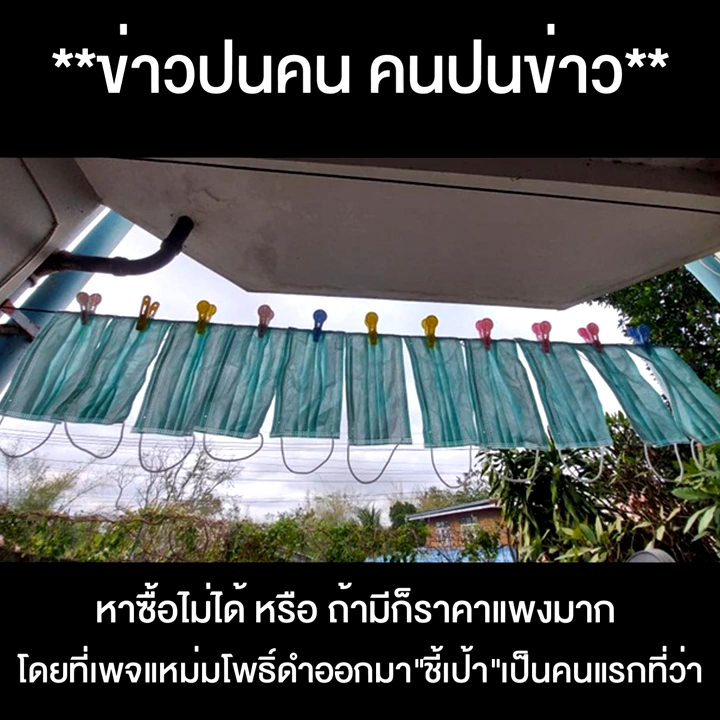 **ข่าวปนคน คนปนข่าว**
หาซื้อไม่ได้ หรือ ถ้ามีก็ราคาแพงมาก
โดยที่เพจแหม่มโพธิ์ดำออกมา"ชี้เป้า"เป็นคนแรกที่ว่า